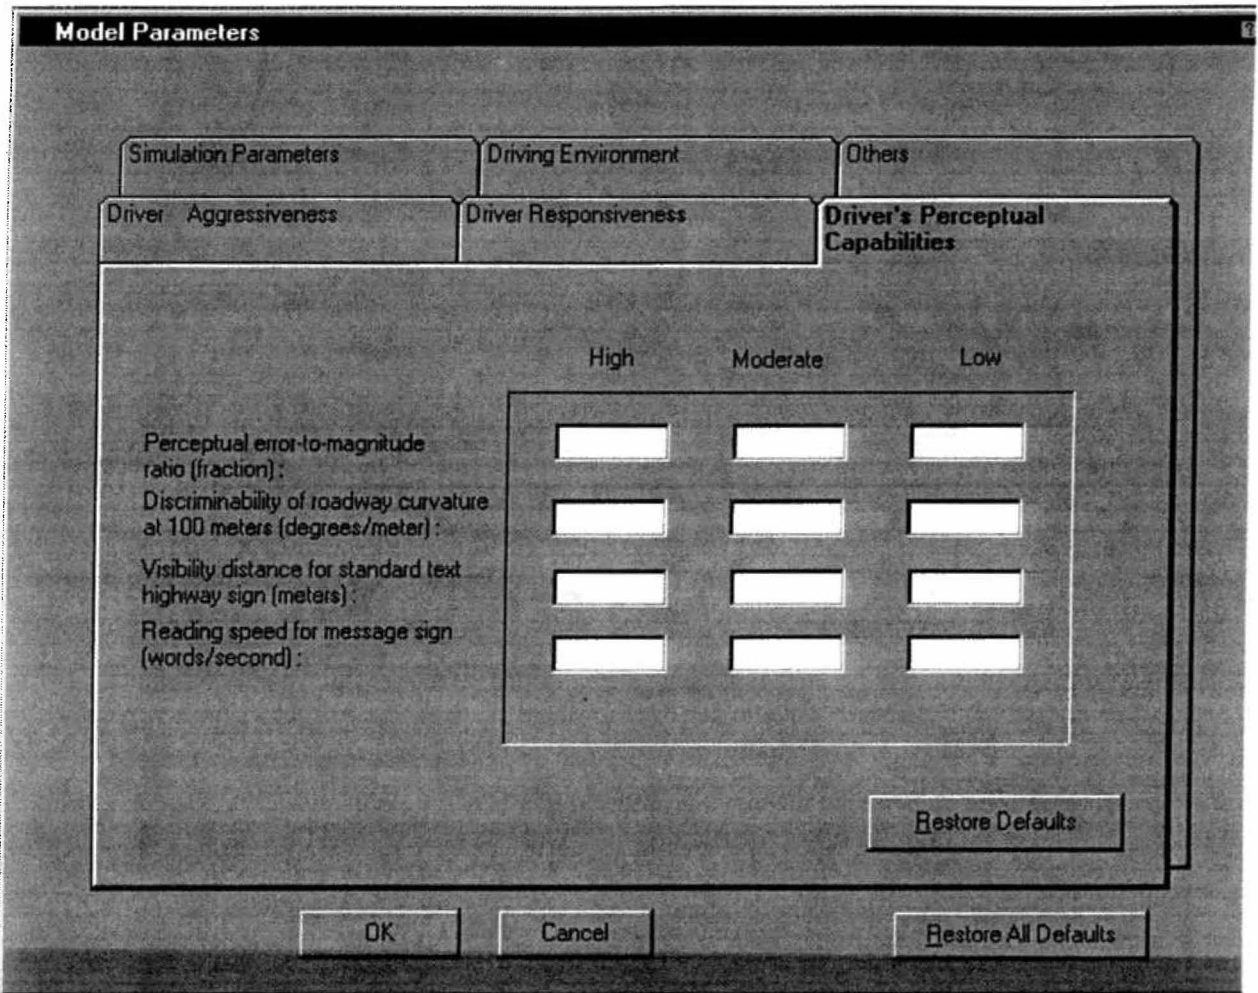 Model Parameters
?
Simulation Parameters
Driving Environment
Others
Driver Aggressiveness
Driver Responsiveness
Driver's Perceptual
Capabilities
High
Moderate
Low
Perceptual error-to-magnitude
ratio (fraction) :
Discriminability of roadway curvature
at 100 meters (degrees/meter) :
Visibility distance for standard text
highway sign (meters) :
Reading speed for message sign
(words/second) :
Restore Defaults
OK
Cancel
Restore All Defaults